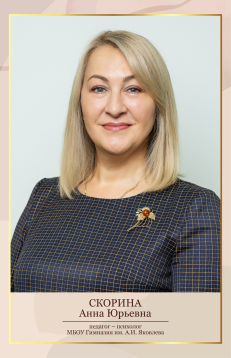 СКОРИНА
Анна Юрьевна
педагог – психолог
МБОУ Гимназия им. А.И. Яковлева